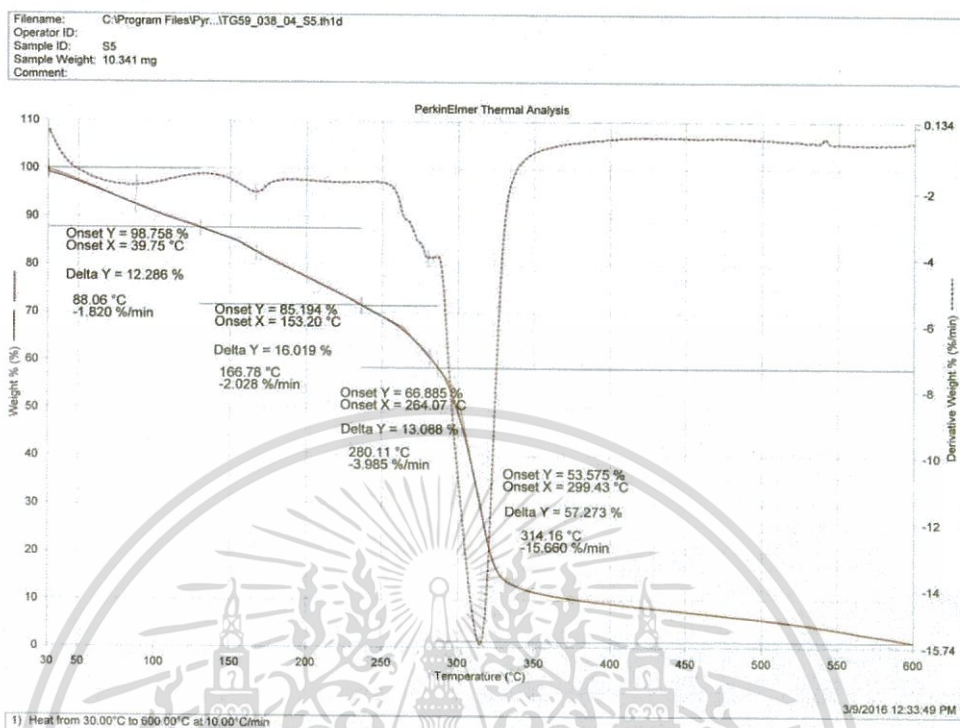 Filename: C:\Program Files\Pyr...\TG59_038_04_S5.th1d
Operator ID:
Sample ID: S5
Sample Weight: 10.341 mg
Comment:
PerkinElmer Thermal Analysis
110
100
90
80
70
60
50
40
30
20
10
0
Weight % (%)
Onset Y = 98.758 %
Onset X = 39.75 °C
Delta Y = 12.286 %
88.06 °C
-1.820 %/min
Onset Y = 85.194 %
Onset X = 153.20 °C
Delta Y = 16.019 %
166.78 °C
-2.028 %/min
Onset Y = 66.885 %
Onset X = 264.07 °C
Delta Y = 13.088 %
280.11 °C
-3.985 %/min
Onset Y = 53.575 %
Onset X = 299.43 °C
Delta Y = 57.273 %
314.16 °C
-15.660 %/min
0.134
-2
-4
-6
-8
-10
-12
-14
-15.74
Derivative Weight % (%/min)
30 50 100 150 200 250 300 350 400 450 500 550 600
Temperature (°C)
3/9/2016 12:33:49 PM
1) Heat from 30.00°C to 600.00°C at 10.00°C/min